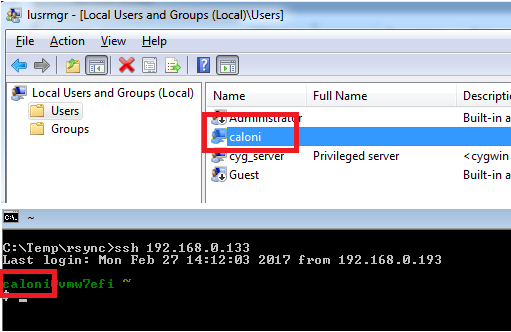 lusrmgr - [Local Users and Groups (Local)\Users]
File Action View Help
Local Users and Groups (Local)
Users
Groups
Name Full Name Descriptio
Administrator Built-in a
caloni
cyg_server Privileged server <cygwin
Guest Built-in a
C:\. ~
C:\Temp\rsync>ssh 192.168.0.133
Last login: Mon Feb 27 14:12:03 2017 from 192.168.0.193
caloni@vmw7efi ~
$